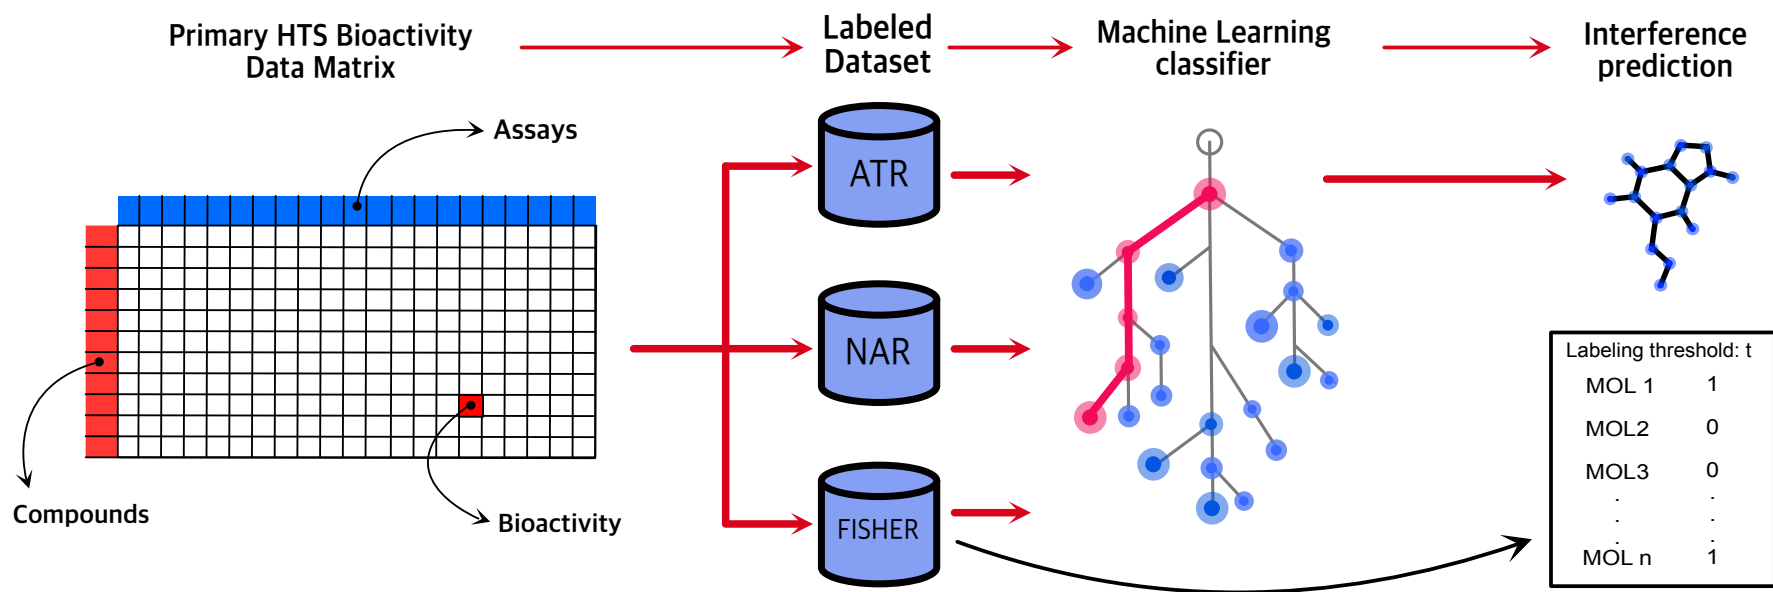 Primary HTS Bioactivity
Data Matrix
Labeled
Dataset
Machine Learning
classifier
Interference
prediction
Assays
Compounds
Bioactivity
ATR
NAR
FISHER
Labeling threshold: t
MOL 1 1
MOL2 0
MOL3 0
. .
. .
. .
MOL n 1